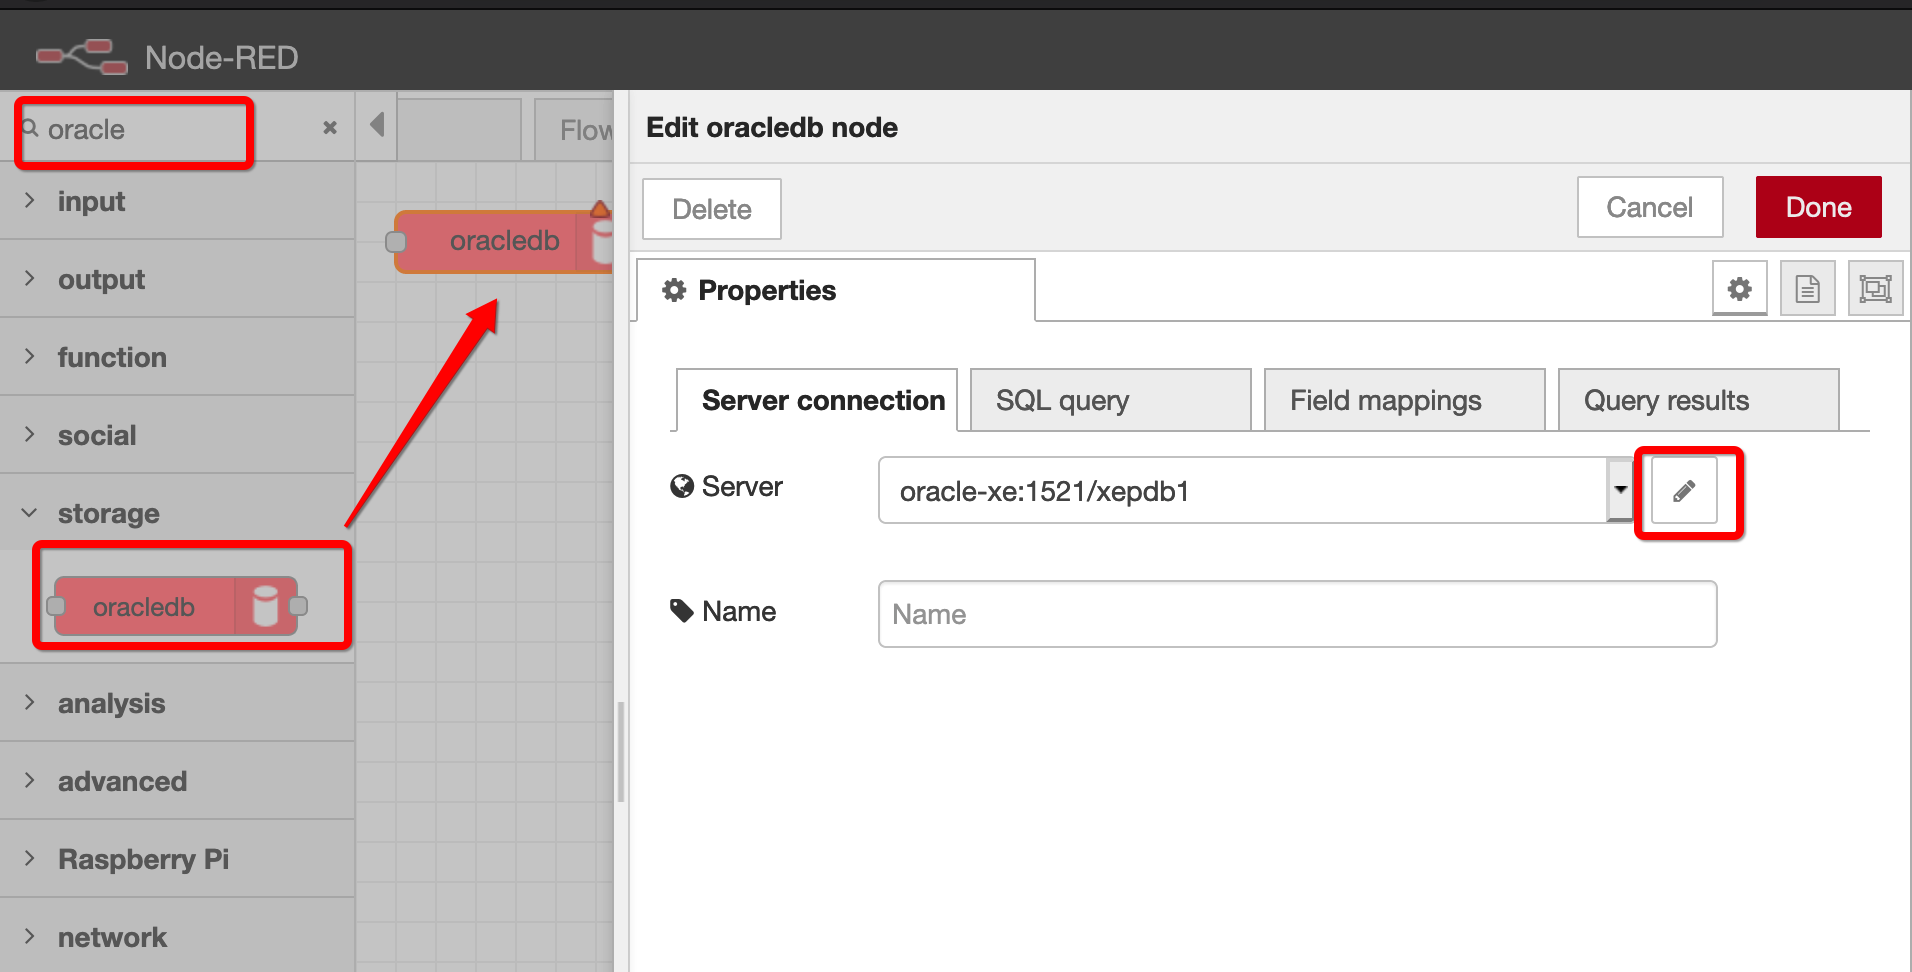 Node-RED
oracle
input
output
function
social
storage
oracledb
analysis
advanced
Raspberry Pi
network
Flow
oracledb
Edit oracledb node
Delete
Cancel
Done
Properties
Server connection
SQL query
Field mappings
Query results
Server
oracle-xe:1521/xepdb1
Name
Name